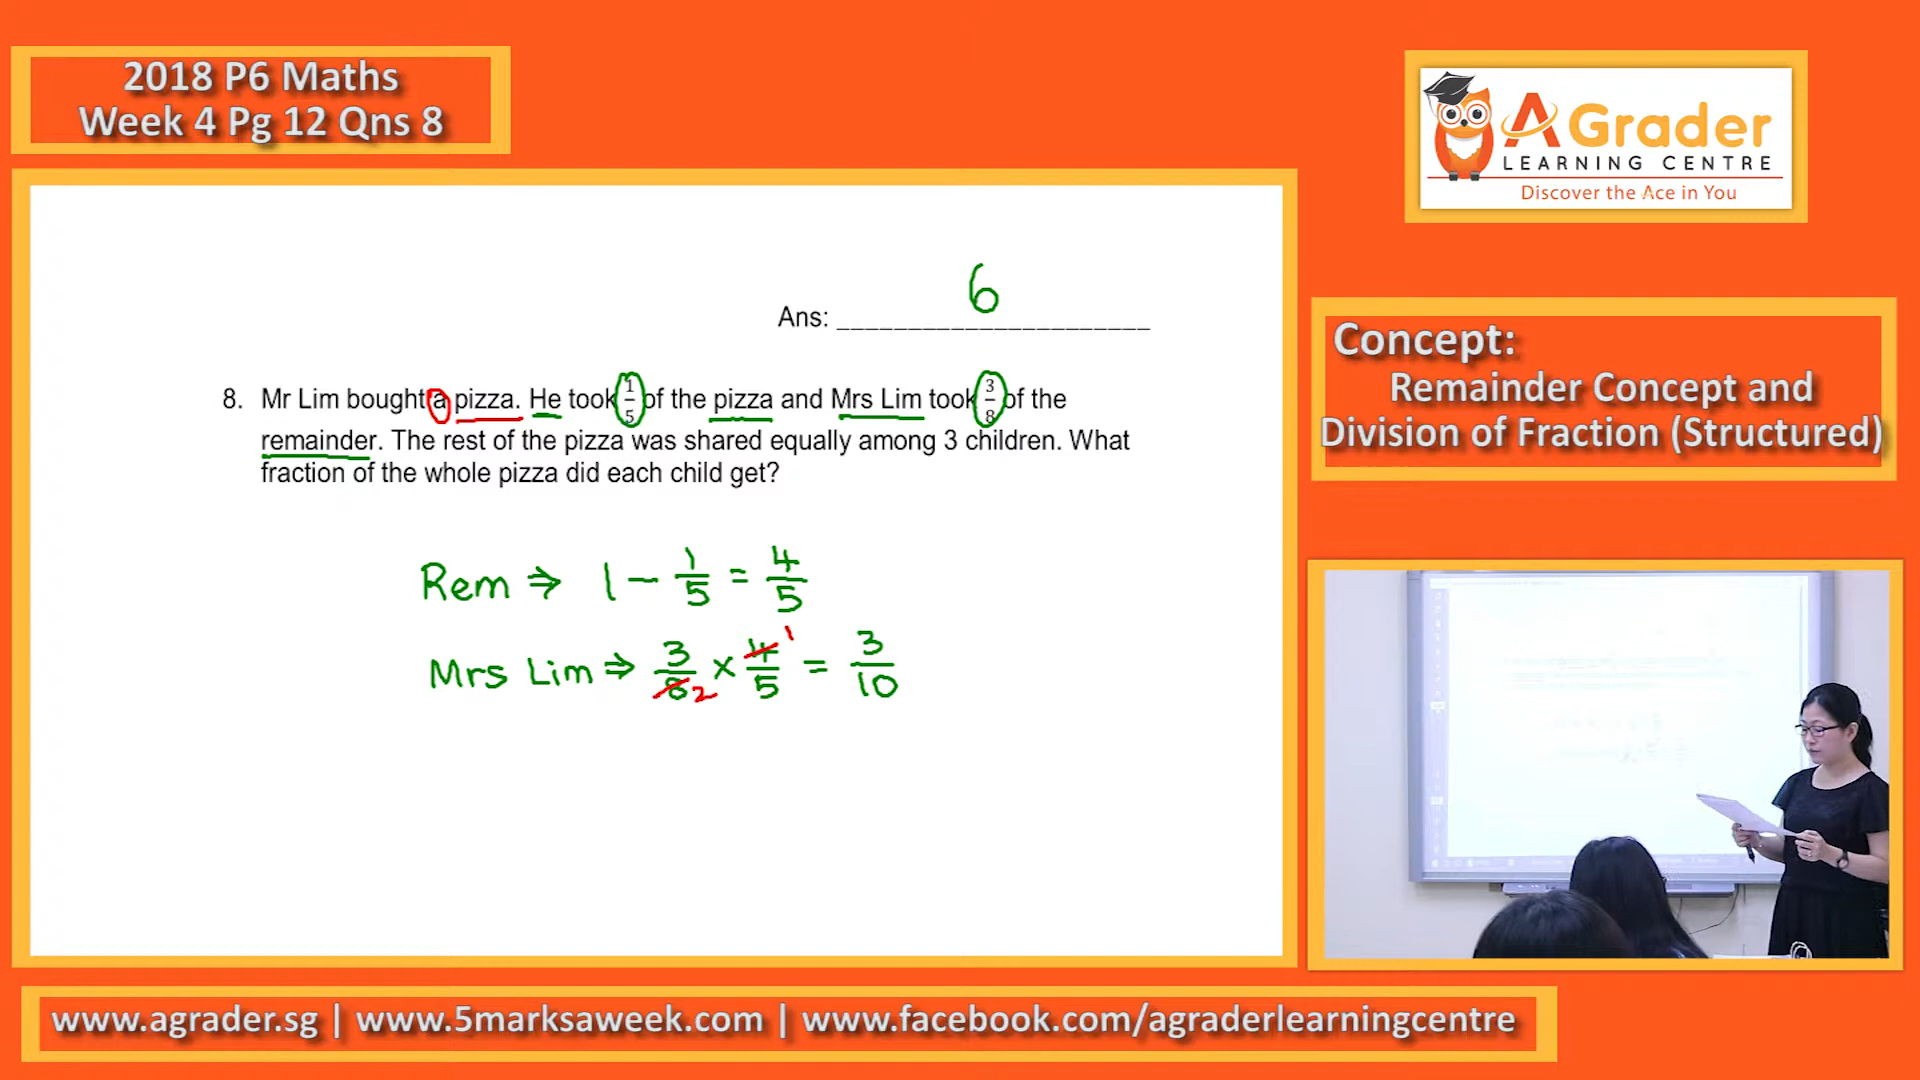 2018 P6 Maths
Week 4 Pg 12 Qns 8
A Grader
LEARNING CENTRE
Discover the Ace in You
6
Ans: ______________________
8. Mr Lim bought a pizza. He took 1/5 of the pizza and Mrs Lim took 3/8 of the
remainder. The rest of the pizza was shared equally among 3 children. What
fraction of the whole pizza did each child get?
Rem ⇒ 1 − 1/5 = 4/5
Mrs Lim ⇒ 3/8 2 × 4/5 1 = 3/10
Concept:
Remainder Concept and
Division of Fraction (Structured)
www.agrader.sg | www.5marksaweek.com | www.facebook.com/agraderlearningcentre